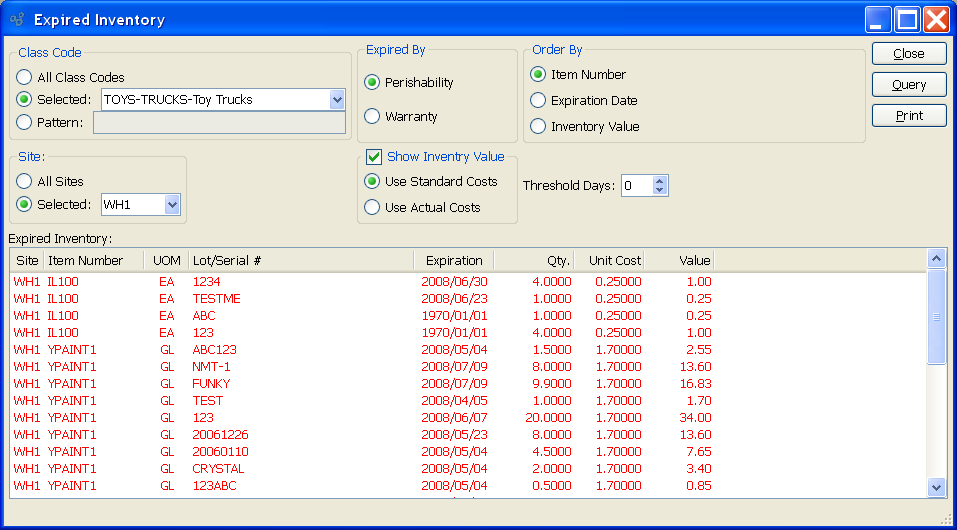 Expired Inventory
Class Code
All Class Codes
Selected: TOYS-TRUCKS-Toy Trucks
Pattern:
Expired By
Perishability
Warranty
Order By
Item Number
Expiration Date
Inventory Value
Close
Query
Print
Site:
All Sites
Selected: WH1
Show Inventry Value
Use Standard Costs
Use Actual Costs
Threshold Days: 0
Expired Inventory:
Site Item Number UOM Lot/Serial # Expiration Qty. Unit Cost Value
WH1 IL100 EA 1234 2008/06/30 4.0000 0.25000 1.00
WH1 IL100 EA TESTME 2008/06/23 1.0000 0.25000 0.25
WH1 IL100 EA ABC 1970/01/01 1.0000 0.25000 0.25
WH1 IL100 EA 123 1970/01/01 4.0000 0.25000 1.00
WH1 YPAINT1 GL ABC123 2008/05/04 1.5000 1.70000 2.55
WH1 YPAINT1 GL NMT-1 2008/07/09 8.0000 1.70000 13.60
WH1 YPAINT1 GL FUNKY 2008/07/09 9.9000 1.70000 16.83
WH1 YPAINT1 GL TEST 2008/04/05 1.0000 1.70000 1.70
WH1 YPAINT1 GL 123 2008/06/07 20.0000 1.70000 34.00
WH1 YPAINT1 GL 20061226 2008/05/23 8.0000 1.70000 13.60
WH1 YPAINT1 GL 20060110 2008/05/04 4.5000 1.70000 7.65
WH1 YPAINT1 GL CRYSTAL 2008/05/04 2.0000 1.70000 3.40
WH1 YPAINT1 GL 123ABC 2008/05/04 0.5000 1.70000 0.85